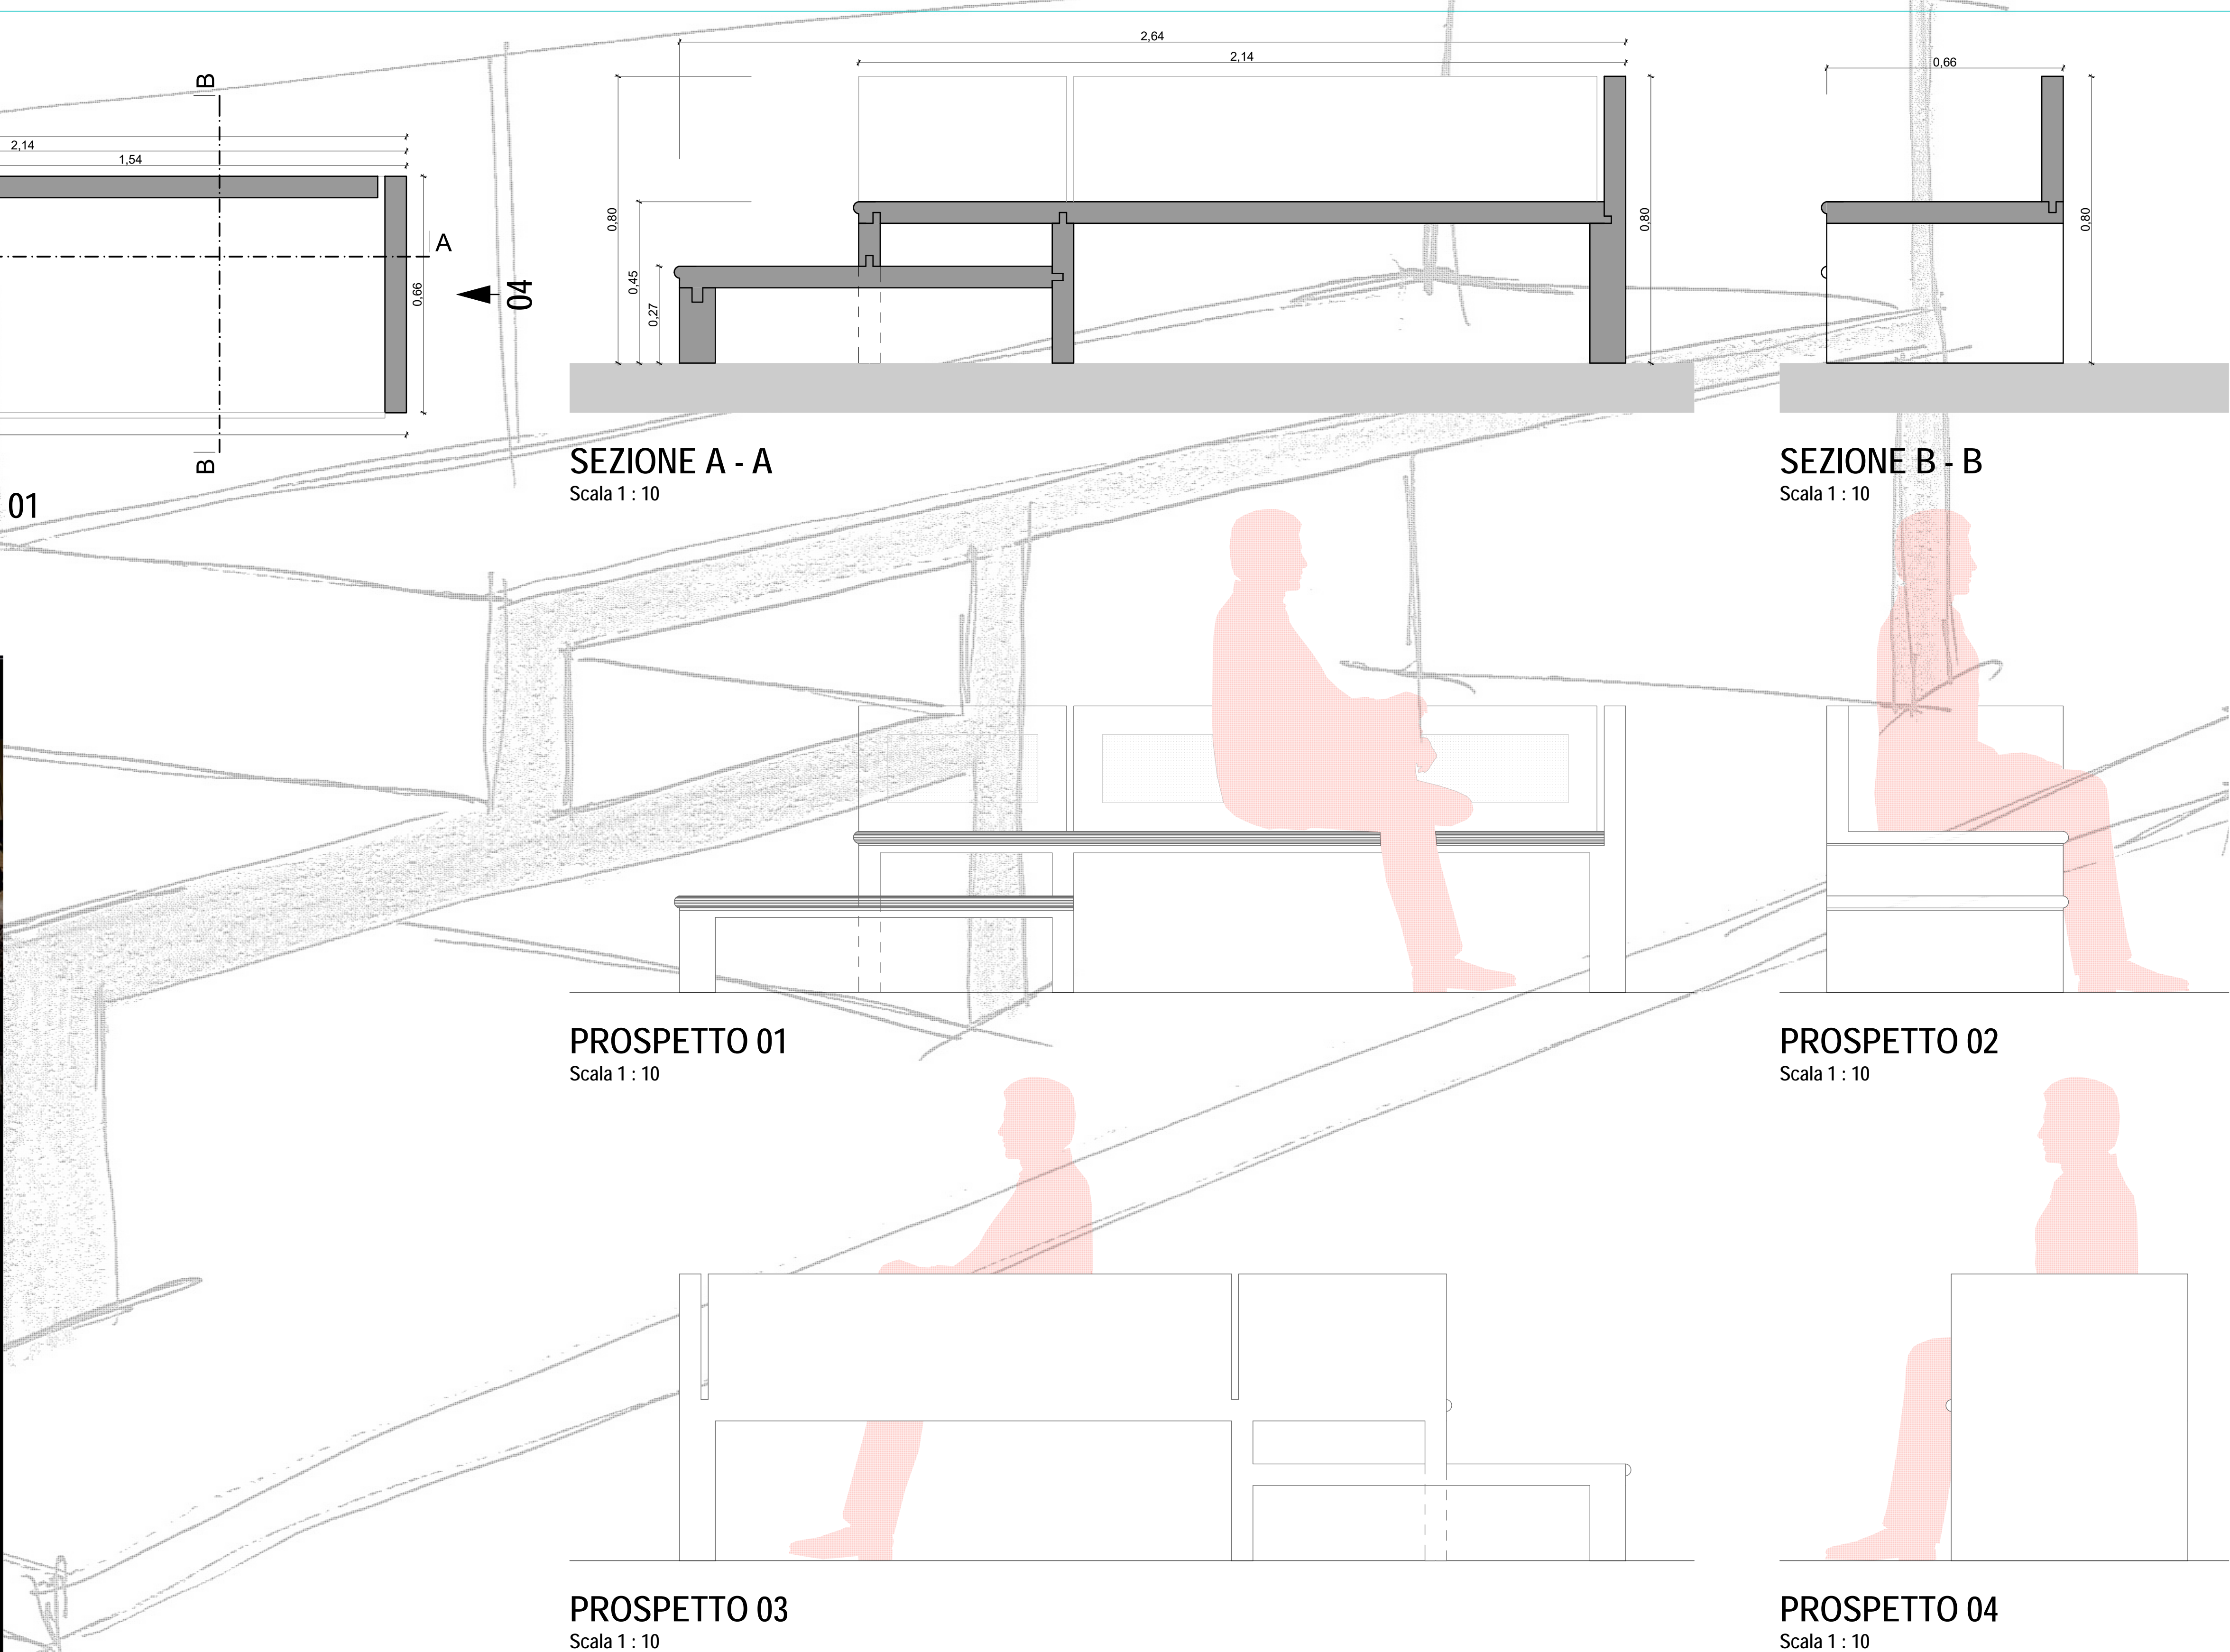 2,64
2,14
0,66
B
2,14
1,54
0,80
0,45
0,27
0,80
0,80
A
0,66
04
B
01
SEZIONE A - A
Scala 1 : 10
SEZIONE B - B
Scala 1 : 10
PROSPETTO 01
Scala 1 : 10
PROSPETTO 02
Scala 1 : 10
PROSPETTO 03
Scala 1 : 10
PROSPETTO 04
Scala 1 : 10